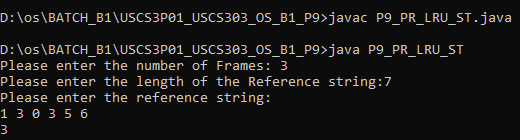 D:\os\BATCH_B1\USCS3P01_USCS303_OS_B1_P9>javac P9_PR_LRU_ST.java
D:\os\BATCH_B1\USCS3P01_USCS303_OS_B1_P9>java P9_PR_LRU_ST
Please enter the number of Frames: 3
Please enter the length of the Reference string:7
Please enter the reference string:
1 3 0 3 5 6
3